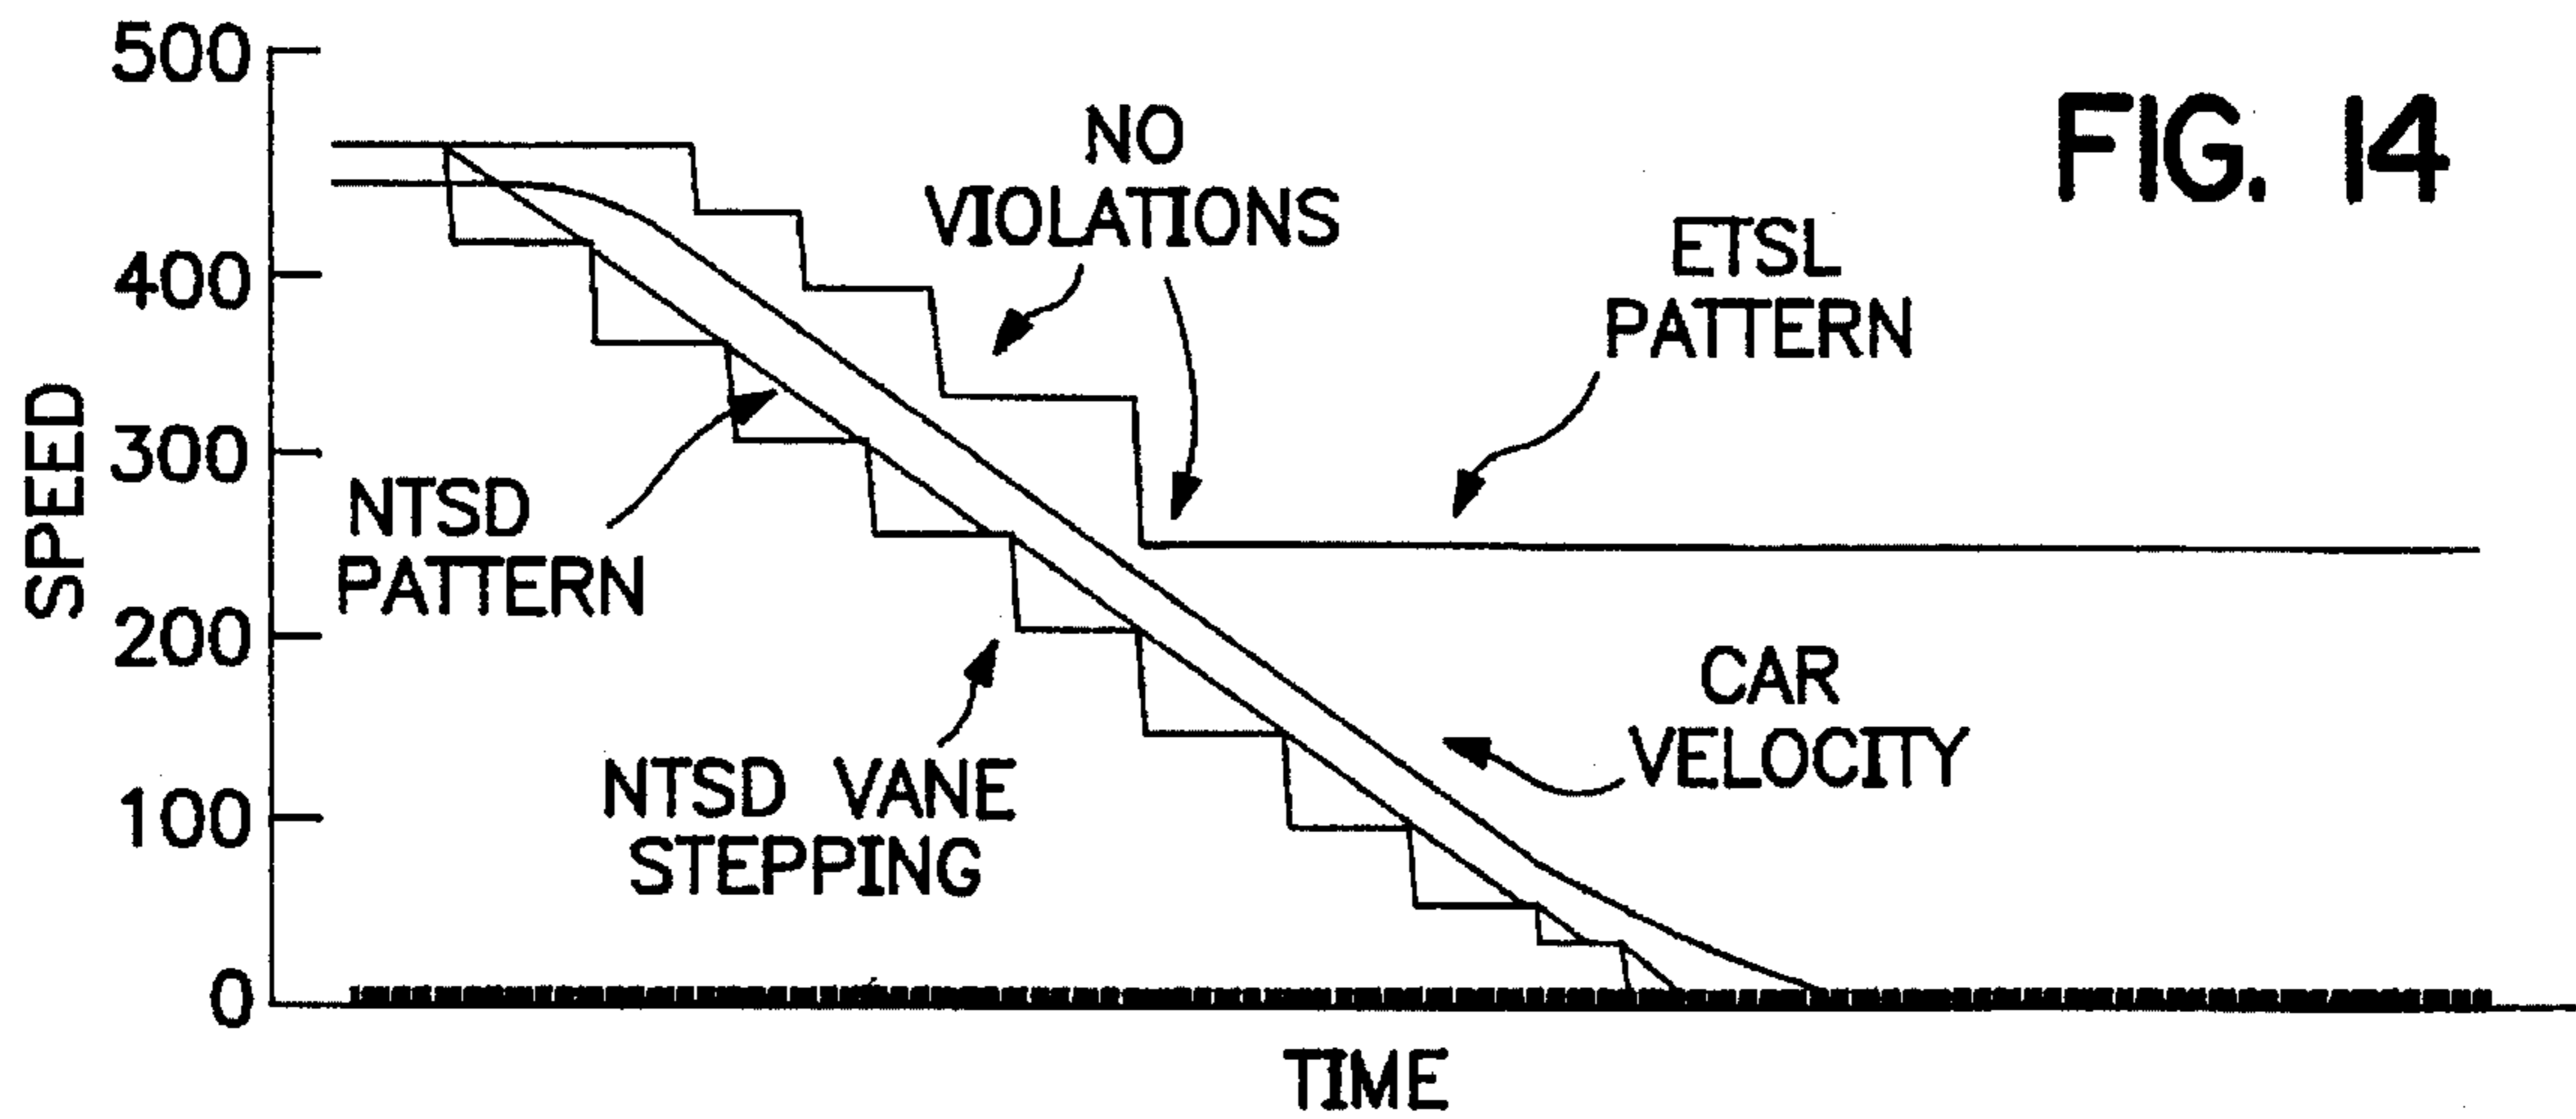 500
400
300
200
100
0
SPEED
TIME
FIG. 14
NO
VIOLATIONS
ETSL
PATTERN
NTSD
PATTERN
NTSD VANE
STEPPING
CAR
VELOCITY